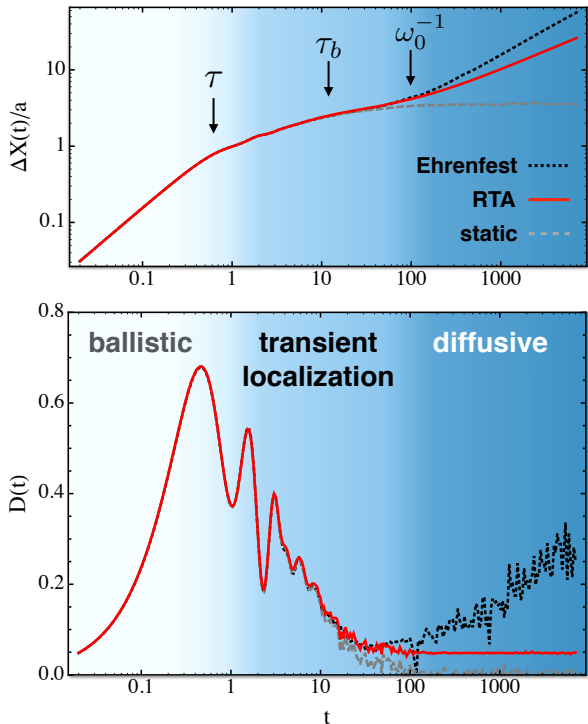 ΔX(t)/a
10
1
0.1
τ
τ_b
ω₀⁻¹
Ehrenfest
RTA
static
0.1
1
10
100
1000
D(t)
0.8
0.6
0.4
0.2
0.0
ballistic
transient
localization
diffusive
0.1
1
10
100
1000
t